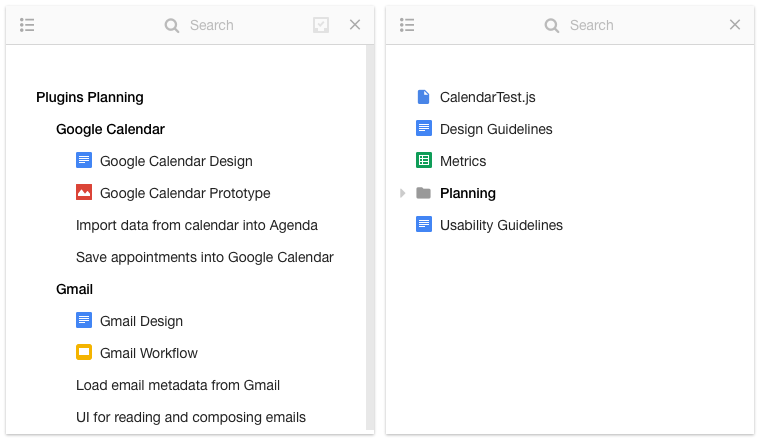 Search
Plugins Planning
Google Calendar
Google Calendar Design
Google Calendar Prototype
Import data from calendar into Agenda
Save appointments into Google Calendar
Gmail
Gmail Design
Gmail Workflow
Load email metadata from Gmail
UI for reading and composing emails
Search
CalendarTest.js
Design Guidelines
Metrics
Planning
Usability Guidelines